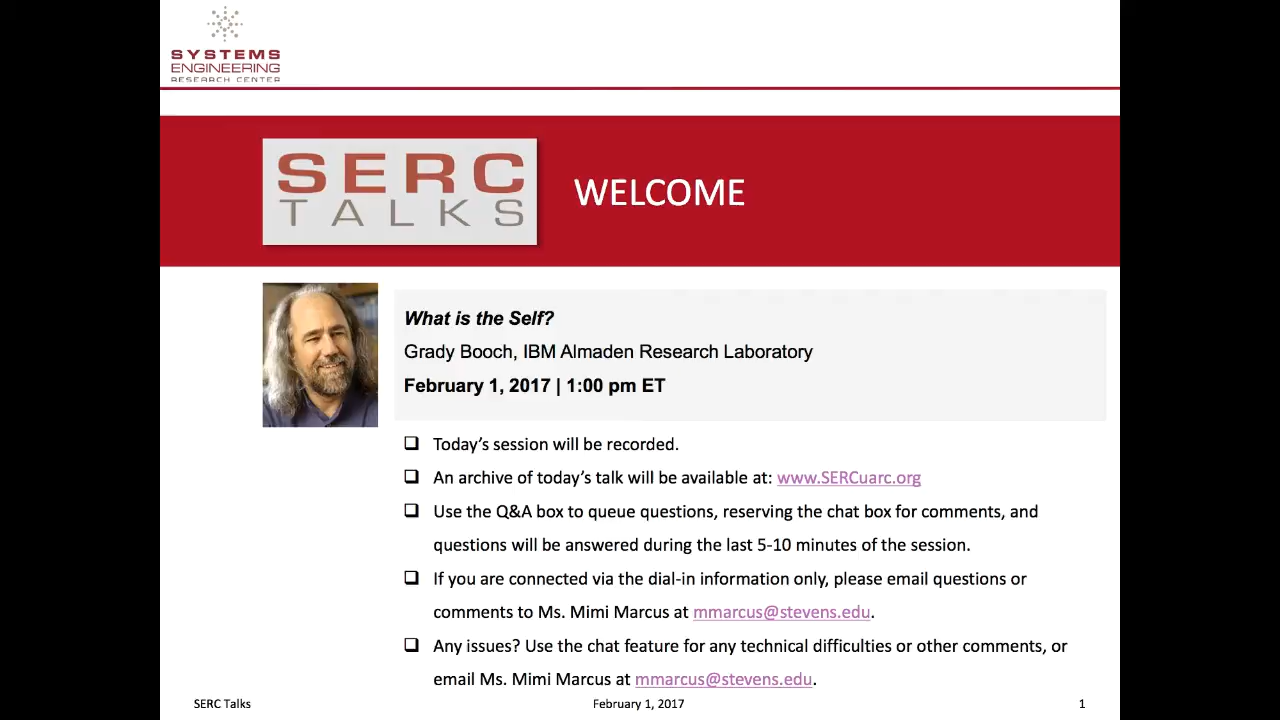 SYSTEMS
ENGINEERING
RESEARCH CENTER
SERC
TALKS
WELCOME
What is the Self?
Grady Booch, IBM Almaden Research Laboratory
February 1, 2017 | 1:00 pm ET
Today’s session will be recorded.
An archive of today’s talk will be available at: www.SERCuarc.org
Use the Q&A box to queue questions, reserving the chat box for comments, and
questions will be answered during the last 5-10 minutes of the session.
If you are connected via the dial-in information only, please email questions or
comments to Ms. Mimi Marcus at mmarcus@stevens.edu.
Any issues? Use the chat feature for any technical difficulties or other comments, or
email Ms. Mimi Marcus at mmarcus@stevens.edu.
SERC Talks
February 1, 2017
1